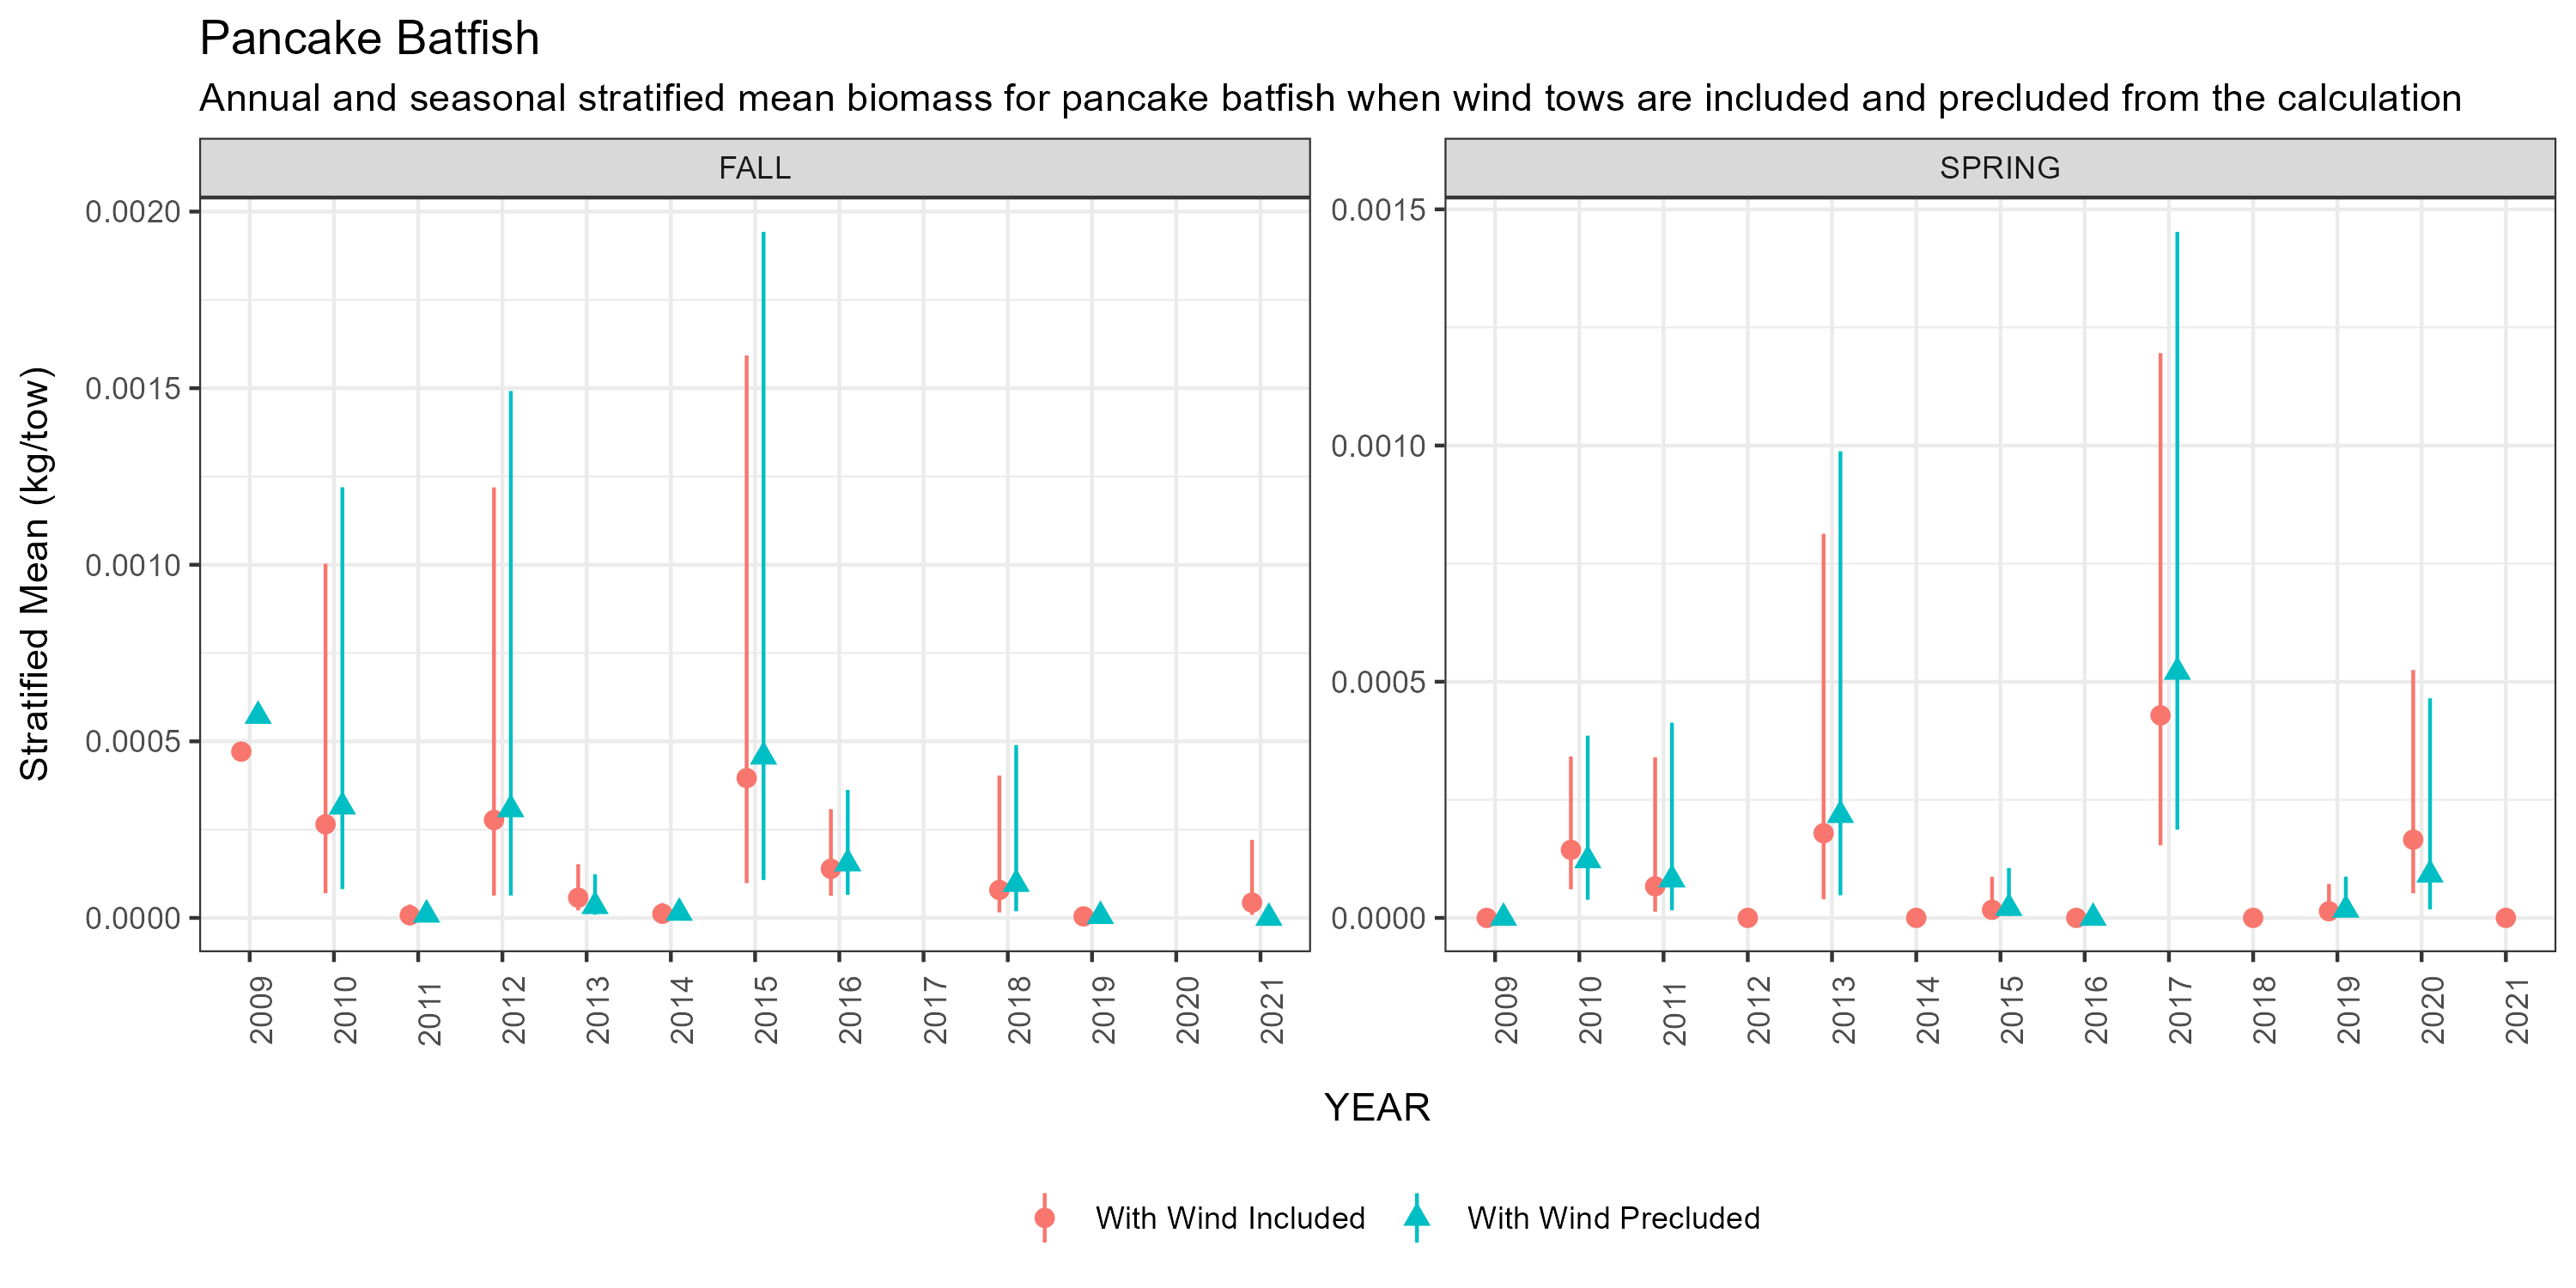 Pancake Batfish
Annual and seasonal stratified mean biomass for pancake batfish when wind tows are included and precluded from the calculation
FALL
SPRING
Stratified Mean (kg/tow)
0.0020
0.0015
0.0010
0.0005
0.0000
0.0015
0.0010
0.0005
0.0000
2009 2010 2011 2012 2013 2014 2015 2016 2017 2018 2019 2020 2021
2009 2010 2011 2012 2013 2014 2015 2016 2017 2018 2019 2020 2021
YEAR
With Wind Included
With Wind Precluded